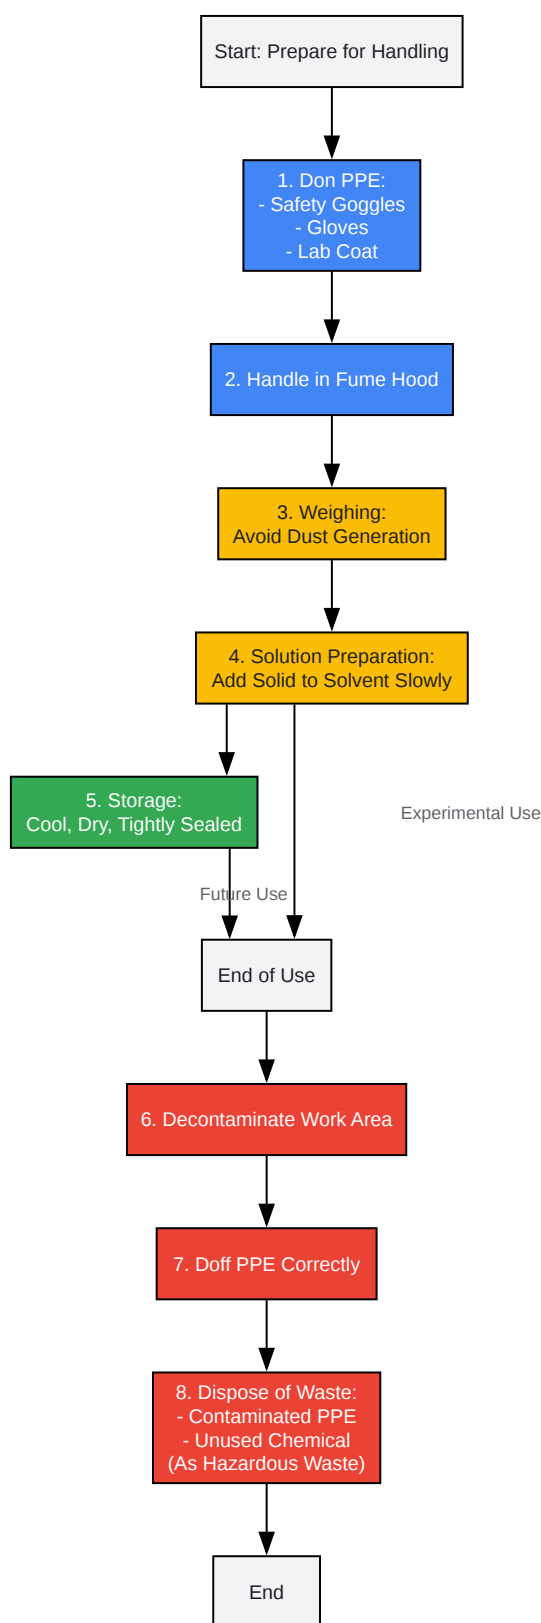 Start: Prepare for Handling
1. Don PPE:
- Safety Goggles
- Gloves
- Lab Coat
2. Handle in Fume Hood
3. Weighing:
Avoid Dust Generation
4. Solution Preparation:
Add Solid to Solvent Slowly
5. Storage:
Cool, Dry, Tightly Sealed
Experimental Use
Future Use
End of Use
6. Decontaminate Work Area
7. Doff PPE Correctly
8. Dispose of Waste:
- Contaminated PPE
- Unused Chemical
(As Hazardous Waste)
End